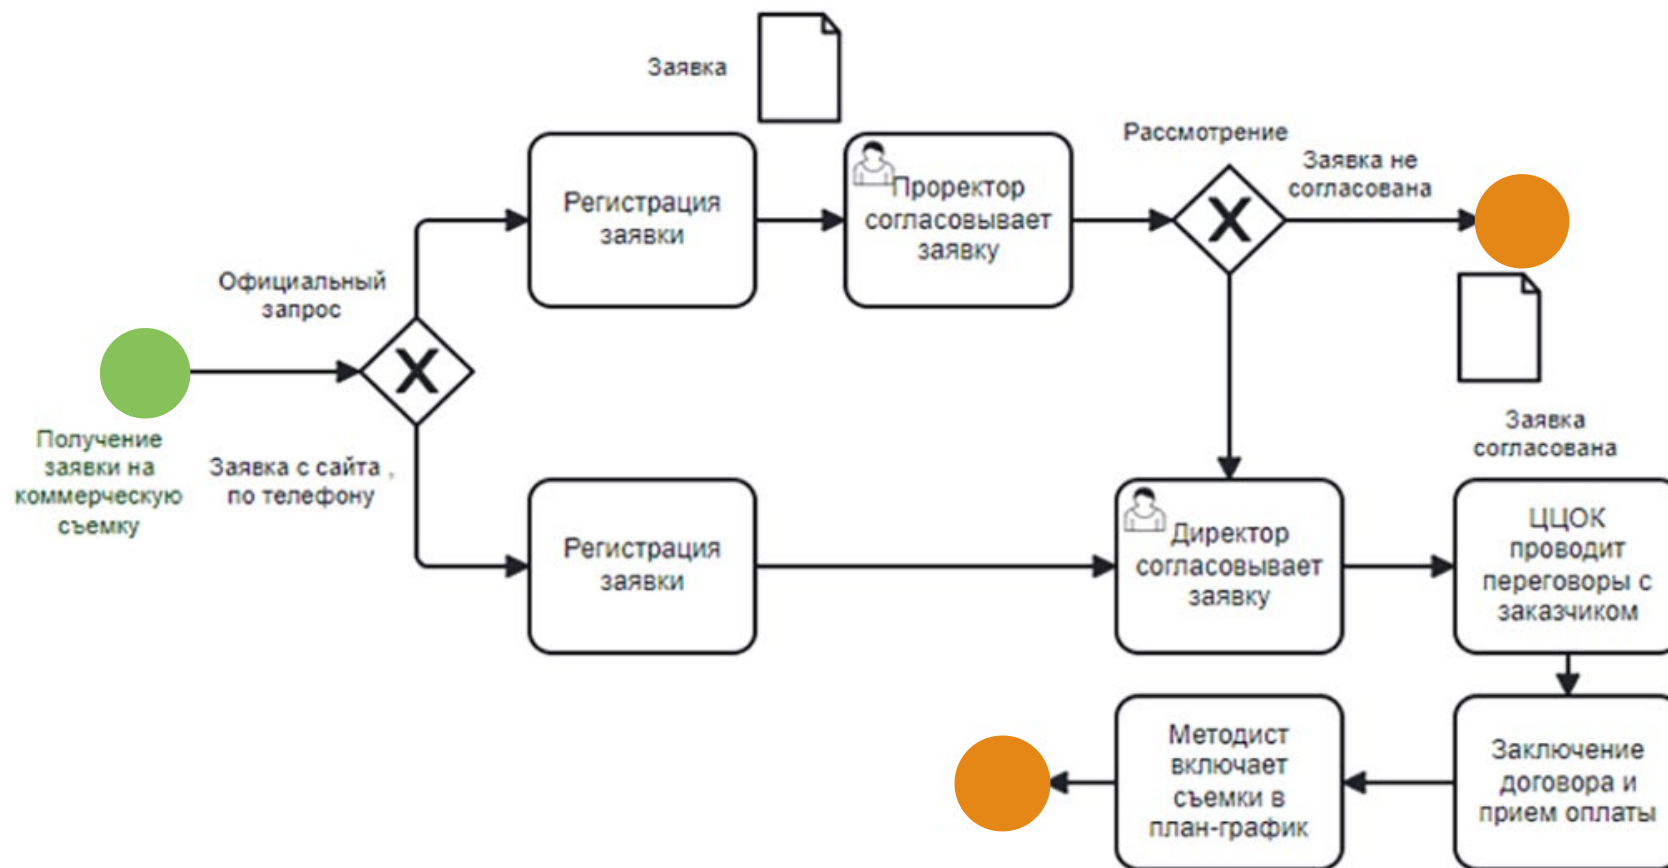 Заявка
Рассмотрение
Заявка не
согласована
Регистрация
заявки
Проректор
согласовывает
заявку
Официальный
запрос
X
X
Получение
заявки на
коммерческую
съемку
Заявка с сайта ,
по телефону
Заявка
согласована
Регистрация
заявки
Директор
согласовывает
заявку
ЦЦОК
проводит
переговоры с
заказчиком
Методист
включает
съемки в
план-график
Заключение
договора и
прием оплаты